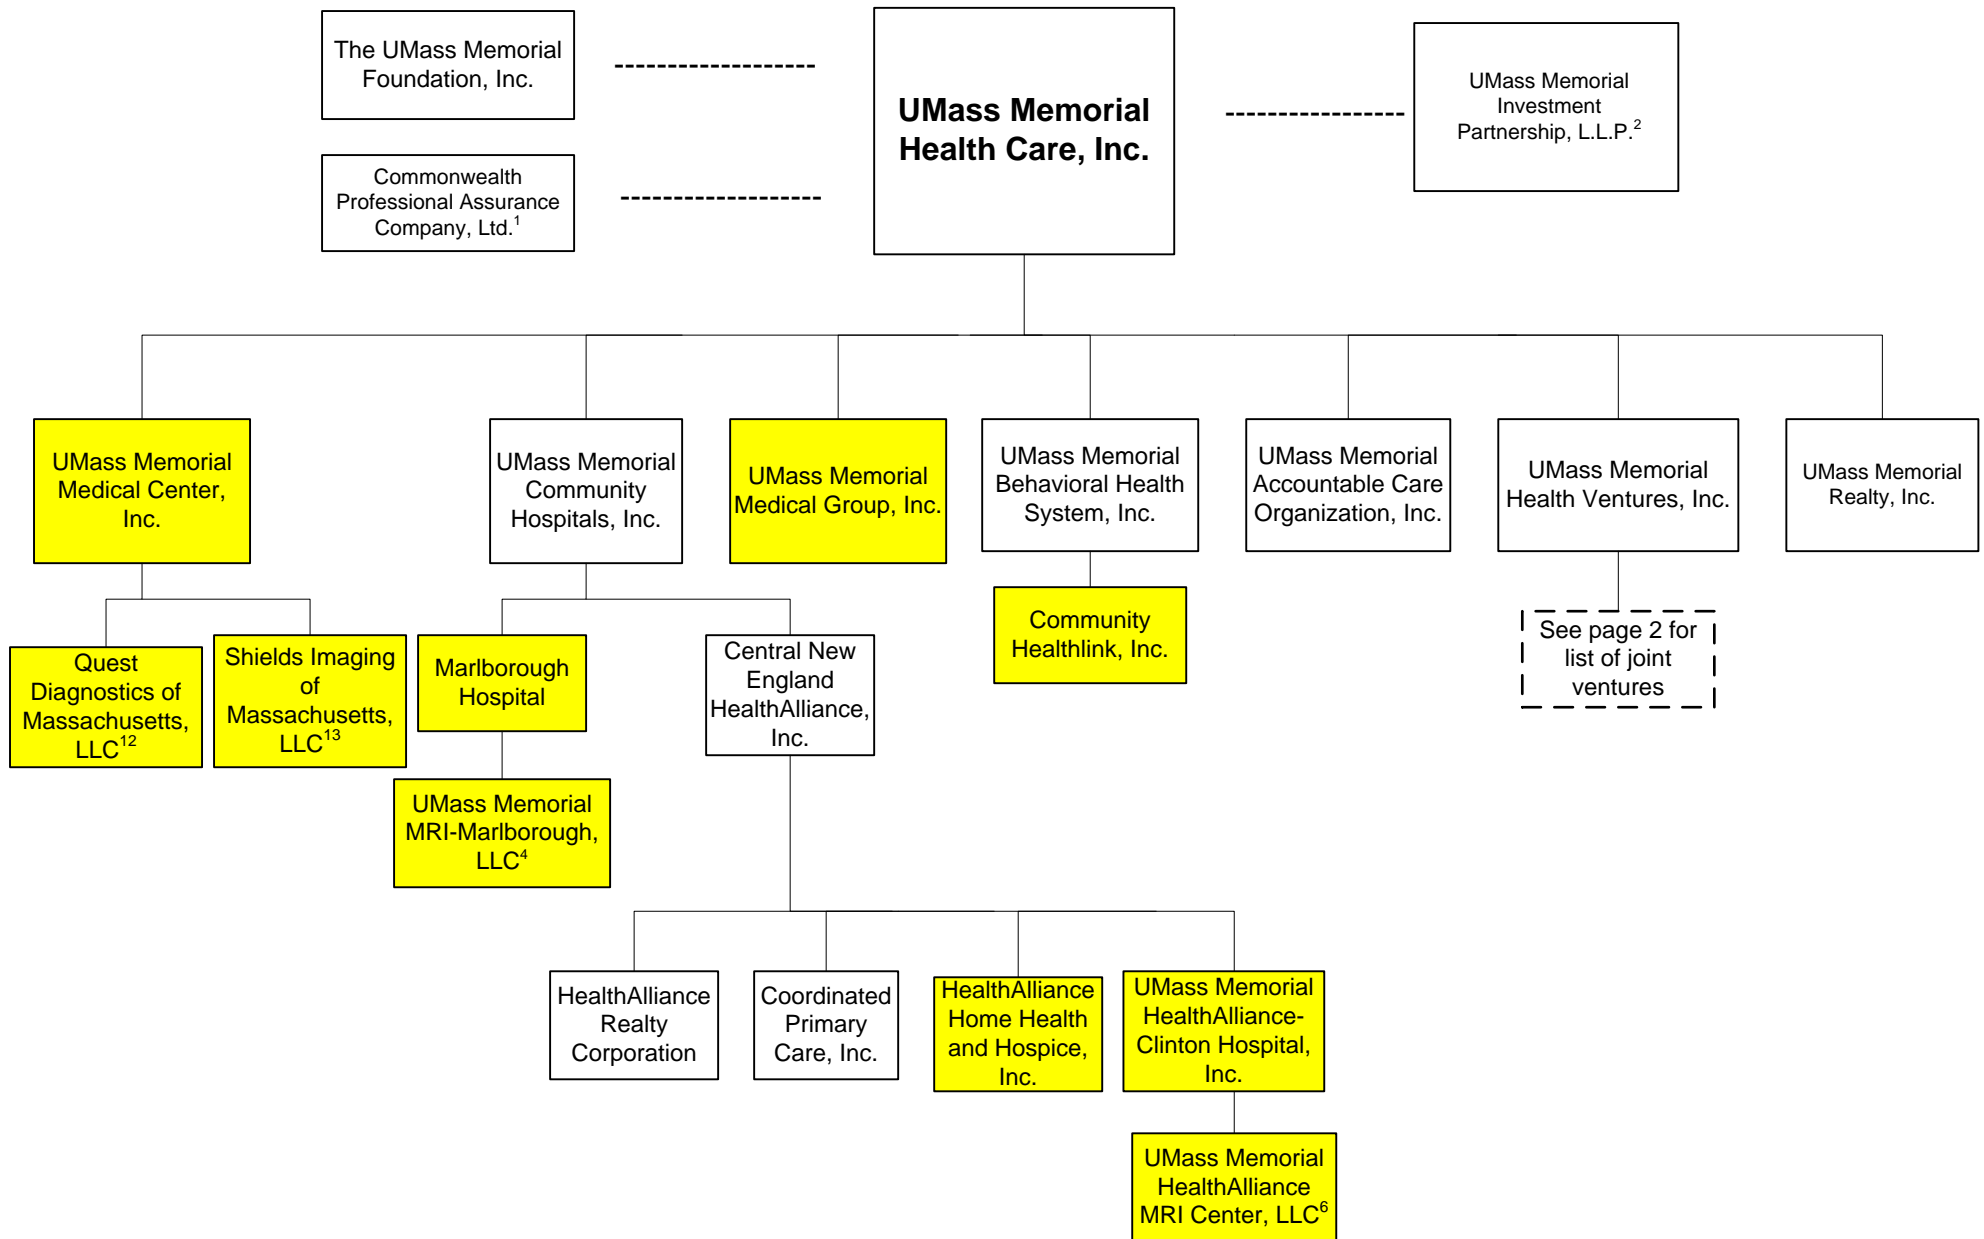 The UMass Memorial
Foundation, Inc.
UMass Memorial
Health Care, Inc.
UMass Memorial
Investment
Partnership, L.L.P.2
Commonwealth
Professional Assurance
Company, Ltd.1
UMass Memorial
Medical Center,
Inc.
UMass Memorial
Community
Hospitals, Inc.
UMass Memorial
Medical Group, Inc.
UMass Memorial
Behavioral Health
System, Inc.
UMass Memorial
Accountable Care
Organization, Inc.
UMass Memorial
Health Ventures, Inc.
UMass Memorial
Realty, Inc.
Quest
Diagnostics of
Massachusetts,
LLC12
Shields Imaging
of
Massachusetts,
LLC13
Marlborough
Hospital
Central New
England
HealthAlliance,
Inc.
Community
Healthlink, Inc.
See page 2 for
list of joint
ventures
UMass Memorial
MRI-Marlborough,
LLC4
HealthAlliance
Realty
Corporation
Coordinated
Primary
Care, Inc.
HealthAlliance
Home Health
and Hospice,
Inc.
UMass Memorial
HealthAlliance-
Clinton Hospital,
Inc.
UMass Memorial
HealthAlliance
MRI Center, LLC6